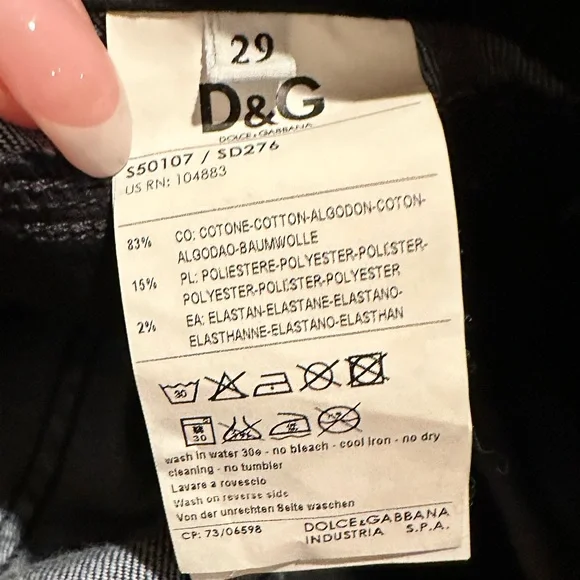 29
D&G
DOLCE & GABBANA
S50107 / SD276
US RN: 104883
83% CO: COTONE-COTTON-ALGODON-COTON-
ALGODAO-BAUMWOLLE
15% PL: POLIESTERE-POLYESTER-POLIESTER-
POLYESTER-POLIESTER-POLYESTER
2% EA: ELASTAN-ELASTANE-ELASTANO-
ELASTHANNE-ELASTANO-ELASTHAN
30
30
wash in water 30° - no bleach - cool iron - no dry
cleaning - no tumbler
Lavare a rovescio
Wash on reverse side
Von der unrechten Seite waschen
CP: 73/06598
DOLCE&GABBANA
INDUSTRIA S.P.A.